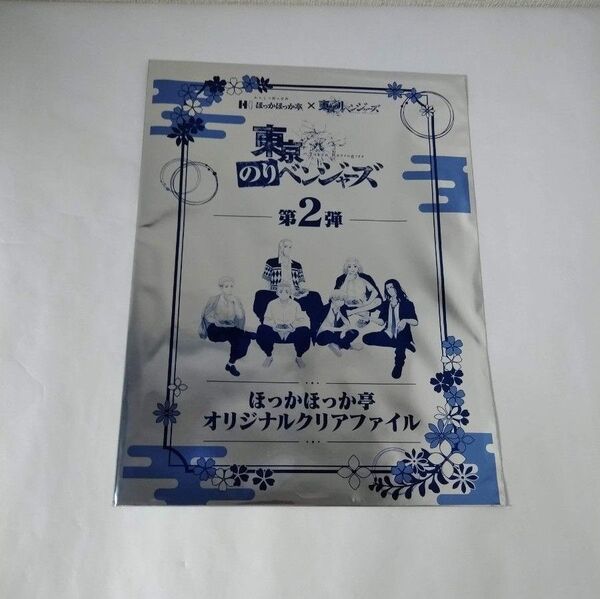 ほっかほっか亭 × 東京のリベンジャーズ
東京
のりベンジャーズ
第2弾
ほっかほっか亭
オリジナルクリアファイル